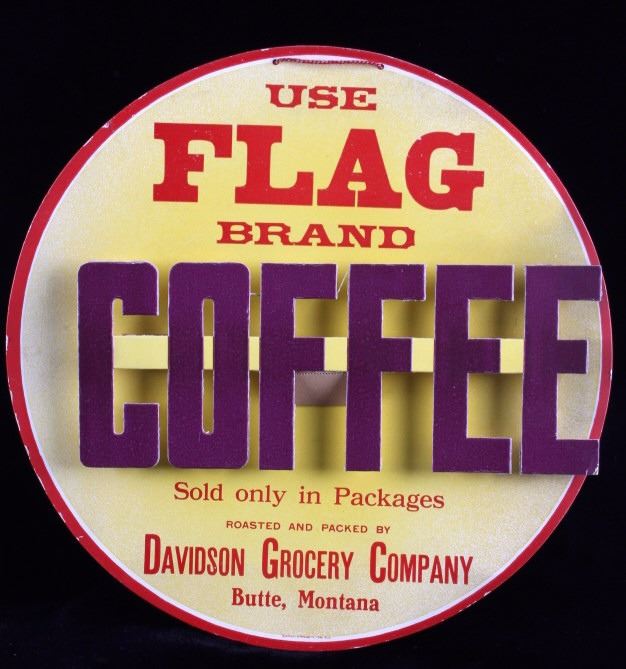 USE
FLAG
BRAND
COFFEE
Sold only in Packages
ROASTED AND PACKED BY
DAVIDSON GROCERY COMPANY
Butte, Montana